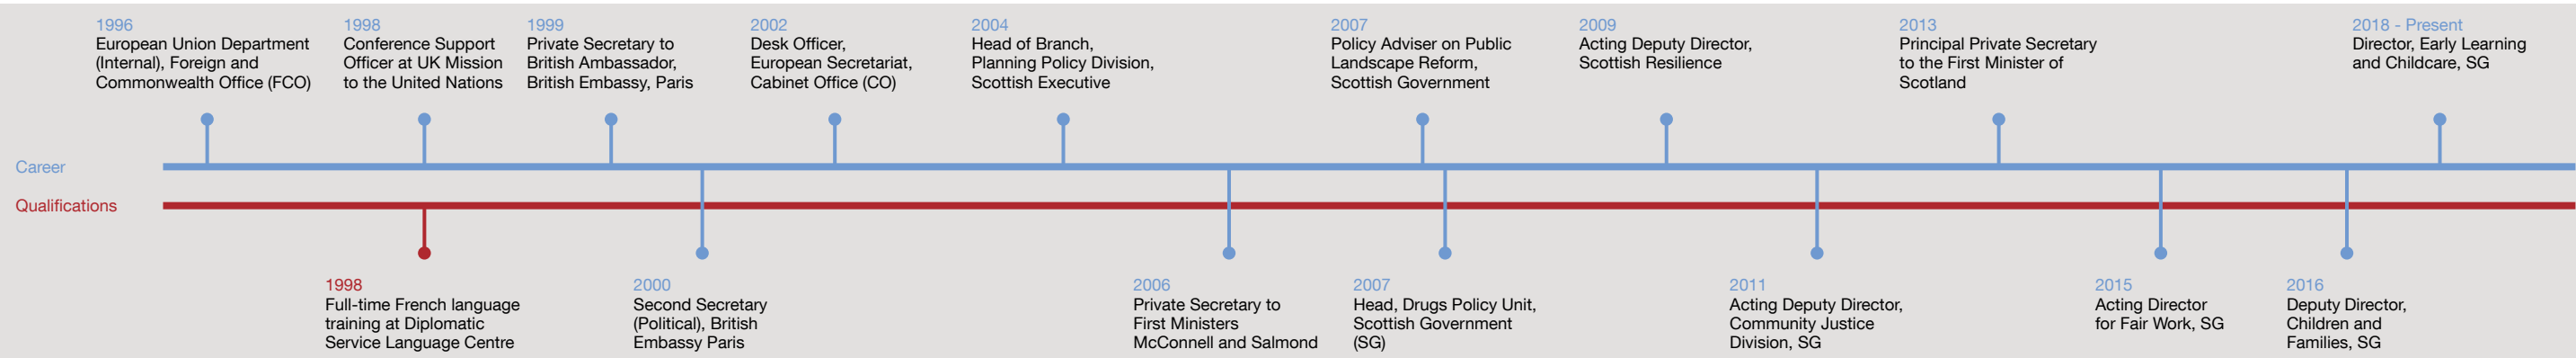 1996
European Union Department
(Internal), Foreign and
Commonwealth Office (FCO)
1998
Conference Support
Officer at UK Mission
to the United Nations
1999
Private Secretary to
British Ambassador,
British Embassy, Paris
2002
Desk Officer,
European Secretariat,
Cabinet Office (CO)
2004
Head of Branch,
Planning Policy Division,
Scottish Executive
2007
Policy Adviser on Public
Landscape Reform,
Scottish Government
2009
Acting Deputy Director,
Scottish Resilience
2013
Principal Private Secretary
to the First Minister of
Scotland
2018 - Present
Director, Early Learning
and Childcare, SG
Career
Qualifications
1998
Full-time French language
training at Diplomatic
Service Language Centre
2000
Second Secretary
(Political), British
Embassy Paris
2006
Private Secretary to
First Ministers
McConnell and Salmond
2007
Head, Drugs Policy Unit,
Scottish Government
(SG)
2011
Acting Deputy Director,
Community Justice
Division, SG
2015
Acting Director
for Fair Work, SG
2016
Deputy Director,
Children and
Families, SG